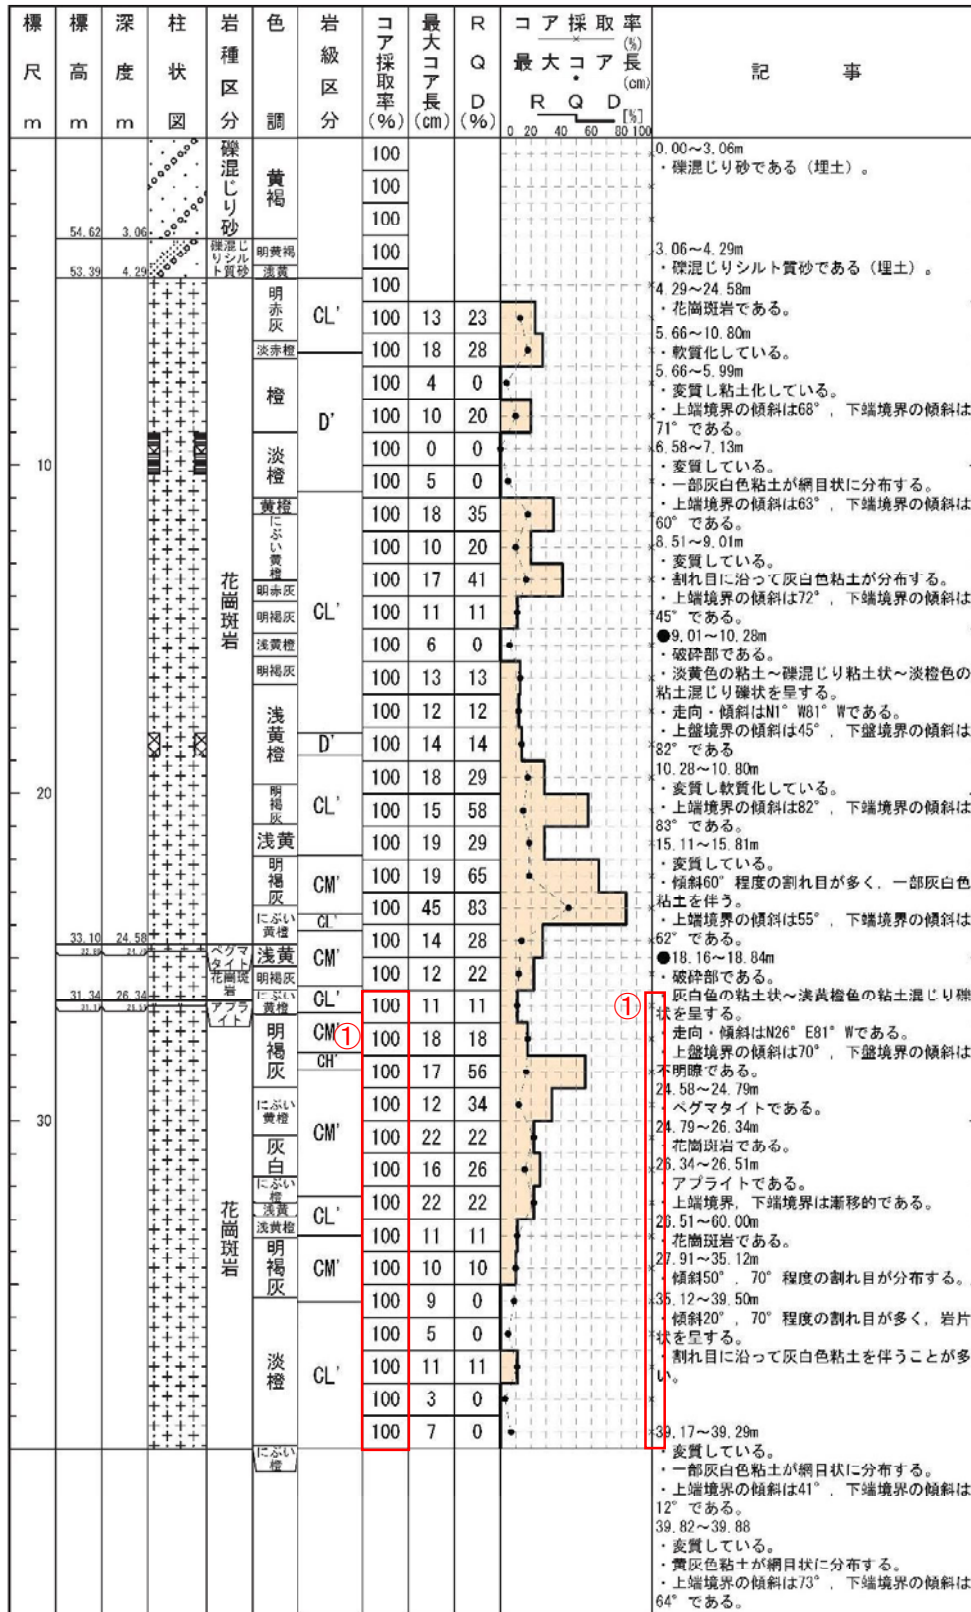 標尺m
標高m
深度m
柱状図
岩種区分
色調
岩級区分
コア採取率(%)
最大コア長(cm)
RQD(%)
コア採取率(%)
最大コア長(cm)
RQD[%]
0 20 40 60 80 100
記事
10
20
30
54.62 3.06
53.39 4.29
33.10 24.58
31.34 26.34
礫混じり砂
礫混じりシルト質砂
花崗斑岩
ペグマタイト
花崗斑岩
アプライト
花崗斑岩
黄褐
明黄褐
浅黄
明赤灰
淡赤橙
橙
淡橙
黄橙
にぶい黄橙
明赤灰
明褐灰
浅黄橙
明褐灰
浅黄橙
明褐灰
浅黄
明褐灰
にぶい黄橙
浅黄
明褐灰
にぶい黄橙
明褐灰
にぶい黄橙
灰白
にぶい橙
浅黄
浅黄橙
明褐灰
淡橙
にぶい橙
CL'
D'
CL'
D'
CL'
CM'
CL'
CM'
CL'
CM'
CH'
CM'
CL'
CM'
CL'
①
①
100
100
100
100
100
100 13 23
100 18 28
100 4 0
100 10 20
100 0 0
100 5 0
100 18 35
100 10 20
100 17 41
100 11 11
100 6 0
100 13 13
100 12 12
100 14 14
100 18 29
100 15 58
100 19 29
100 19 65
100 45 83
100 14 28
100 12 22
100 11 11
100 18 18
100 17 56
100 12 34
100 22 22
100 16 26
100 22 22
100 11 11
100 10 10
100 9 0
100 5 0
100 11 11
100 3 0
100 7 0
0.00～3.06m
・礫混じり砂である（埋土）。
3.06～4.29m
・礫混じりシルト質砂である（埋土）。
4.29～24.58m
・花崗斑岩である。
5.66～10.80m
・軟質化している。
5.66～5.99m
・変質し粘土化している。
・上端境界の傾斜は68°，下端境界の傾斜は
71°である。
6.58～7.13m
・変質している。
・一部灰白色粘土が網目状に分布する。
・上端境界の傾斜は63°，下端境界の傾斜は
60°である。
8.51～9.01m
・変質している。
・割れ目に沿って灰白色粘土が分布する。
・上端境界の傾斜は72°，下端境界の傾斜は
45°である。
●9.01～10.28m
・破砕部である。
・淡黄色の粘土～礫混じり粘土状～淡橙色の
粘土混じり礫状を呈する。
・走向・傾斜はN1°W81°Wである。
・上盤境界の傾斜は45°，下盤境界の傾斜は
82°である
10.28～10.80m
・変質し軟質化している。
・上端境界の傾斜は82°，下端境界の傾斜は
83°である。
15.11～15.81m
・変質している。
・傾斜60°程度の割れ目が多く，一部灰白色
粘土を伴う。
・上端境界の傾斜は55°，下端境界の傾斜は
62°である。
●18.16～18.84m
・破砕部である。
灰白色の粘土状～浅黄橙色の粘土混じり礫
状を呈する。
・走向・傾斜はN26°E81°Wである。
上盤境界の傾斜は70°，下盤境界の傾斜は
不明瞭である。
24.58～24.79m
ペグマタイトである。
24.79～26.34m
花崗斑岩である。
26.34～26.51m
アプライトである。
上端境界，下端境界は漸移的である。
26.51～60.00m
花崗斑岩である。
27.91～35.12m
傾斜50°，70°程度の割れ目が分布する。
35.12～39.50m
傾斜20°，70°程度の割れ目が多く，岩片
状を呈する。
割れ目に沿って灰白色粘土を伴うことが多
い。
39.17～39.29m
・変質している。
・一部灰白色粘土が網目状に分布する。
・上端境界の傾斜は41°，下端境界の傾斜は
12°である。
39.82～39.88
・変質している。
・黄灰色粘土が網目状に分布する。
・上端境界の傾斜は73°，下端境界の傾斜は
64°である。